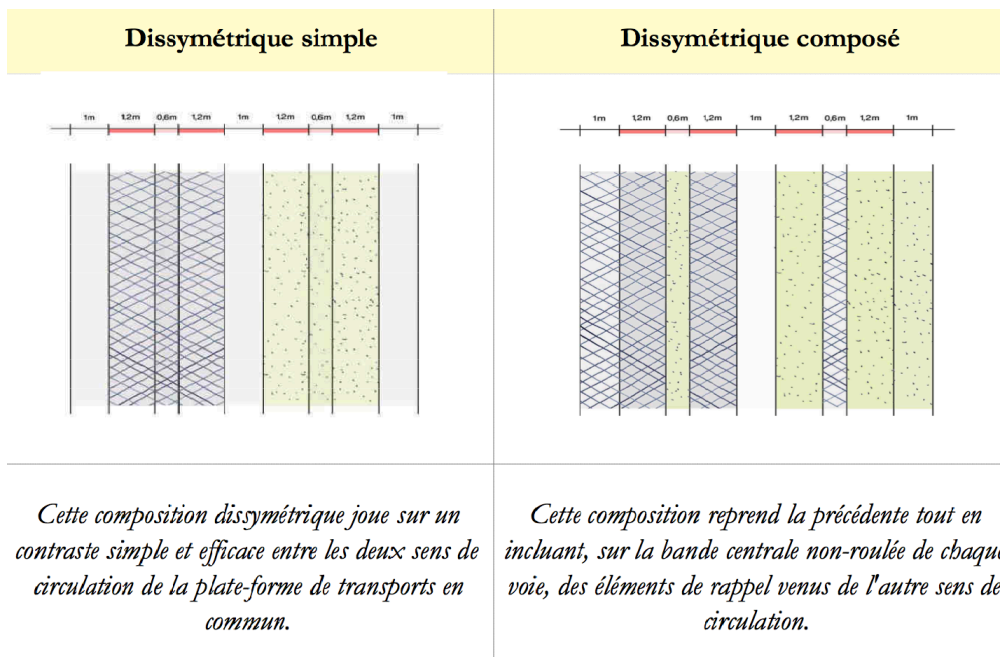 Dissymétrique simple
Dissymétrique composé
1m 1,2m 0,6m 1,2m 1m 1,2m 0,6m 1,2m 1m
1m 1,2m 0,6m 1,2m 1m 1,2m 0,6m 1,2m 1m
Cette composition dissymétrique joue sur un
contraste simple et efficace entre les deux sens de
circulation de la plate-forme de transports en
commun.
Cette composition reprend la précédente tout en
incluant, sur la bande centrale non-roulée de chaque
voie, des éléments de rappel venus de l'autre sens de
circulation.